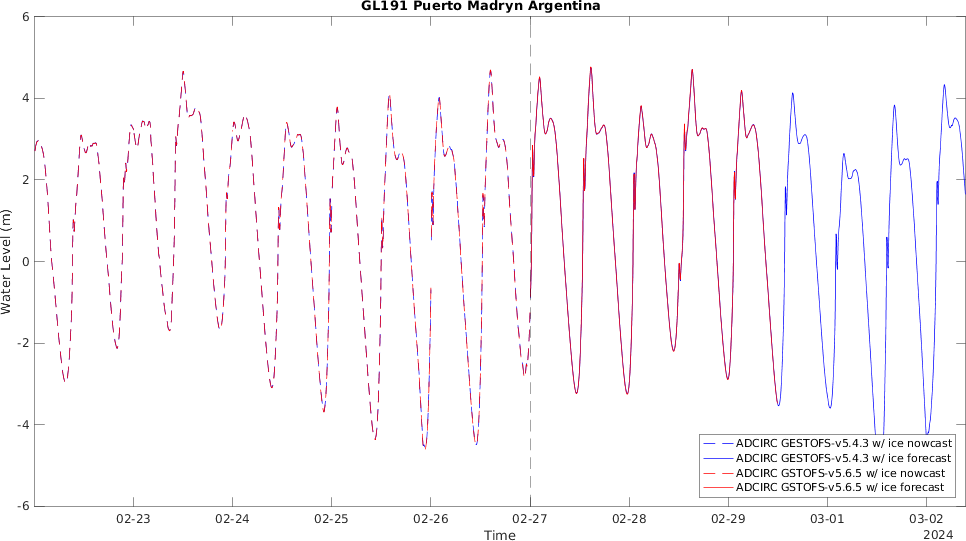 GL191 Puerto Madryn Argentina
6
4
2
0
-2
-4
-6
Water Level (m)
02-23
02-24
02-25
02-26
02-27
02-28
02-29
03-01
03-02
Time
2024
ADCIRC GESTOFS-v5.4.3 w/ ice nowcast
ADCIRC GESTOFS-v5.4.3 w/ ice forecast
ADCIRC GSTOFS-v5.6.5 w/ ice nowcast
ADCIRC GSTOFS-v5.6.5 w/ ice forecast